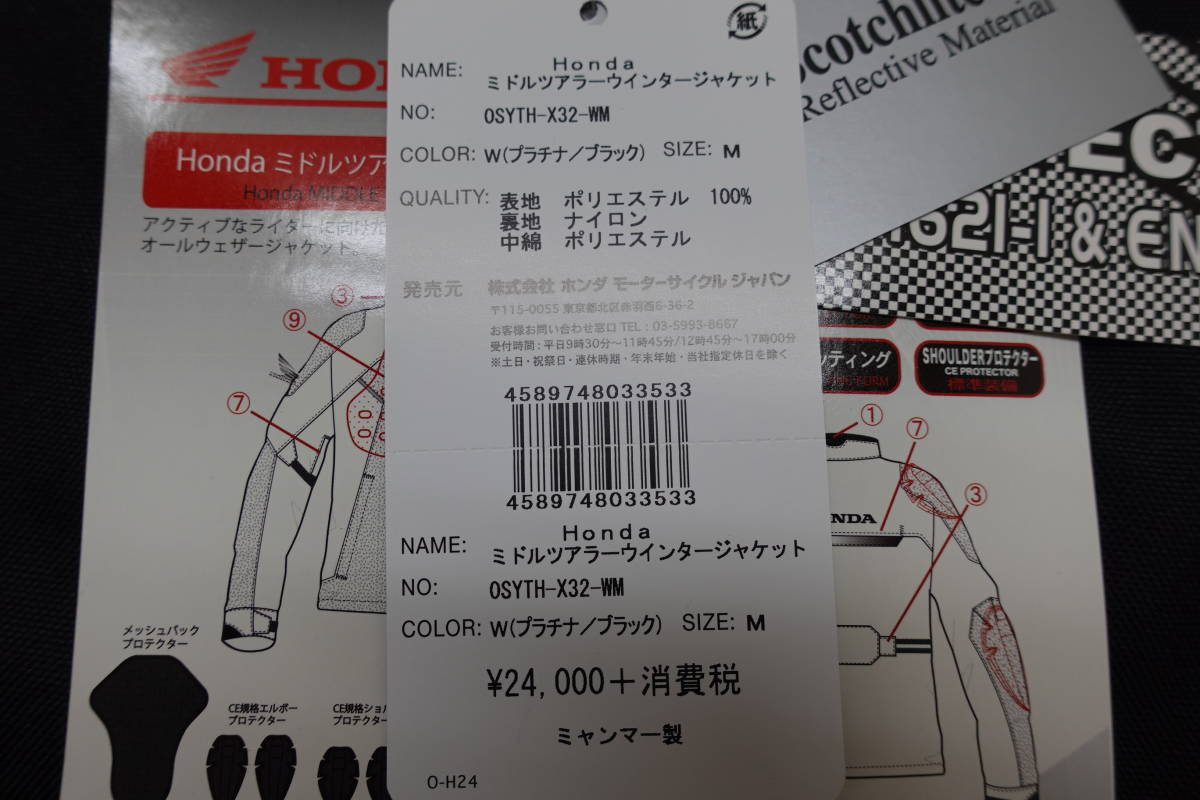 紙
NAME: Honda
ミドルツアラーウインタージャケット
NO: 0SYTH-X32-WM
COLOR: W(プラチナ／ブラック) SIZE: M
QUALITY: 表地 ポリエステル 100%
裏地 ナイロン
中綿 ポリエステル
発売元 株式会社 ホンダ モーターサイクル ジャパン
〒115-0055 東京都北区赤羽西6-36-2
お客様お問い合わせ窓口 TEL : 03-5993-8667
受付時間 : 平日9時30分～11時45分/12時45分～17時00分
※土日・祝祭日・連休時期・年末年始・当社指定休日を除く
4589748033533
4589748033533
NAME: Honda
ミドルツアラーウインタージャケット
NO: 0SYTH-X32-WM
COLOR: W(プラチナ／ブラック) SIZE: M
¥24,000＋消費税
ミャンマー製
O-H24
Honda ミドルツア
Honda MIDDLE
アクティブなライダーに向けた
オールウェザージャケット。
③
⑨
⑦
メッシュバック
プロテクター
CE規格エルボー
プロテクター
CE規格ショル
プロテクター
Scotchlite
Reflective Material
1621-1 & EN
ッティング
SHOULDERプロテクター
CE PROTECTOR
標準装備
①
⑦
③
NDA